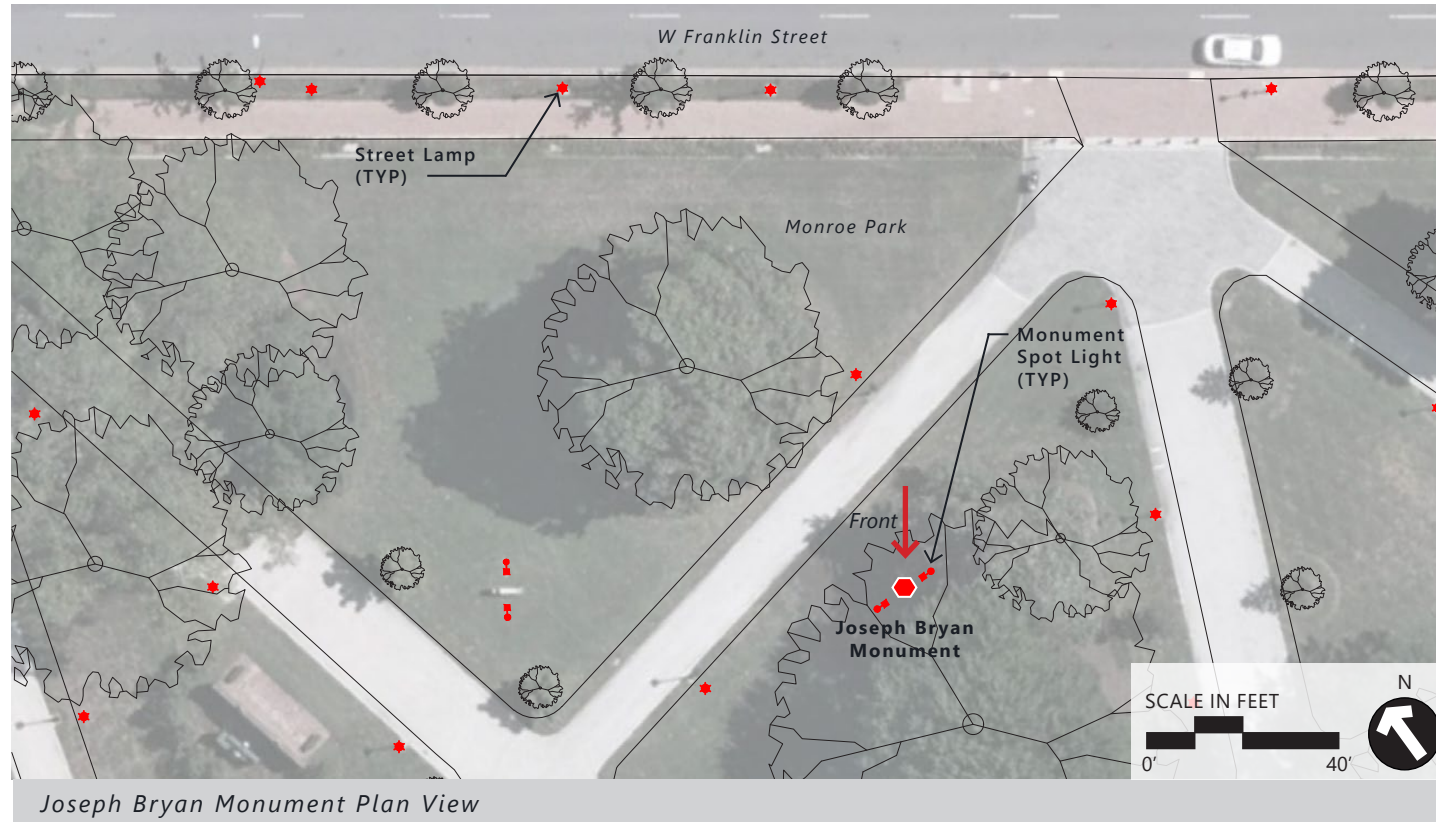 W Franklin Street
Street Lamp
(TYP)
Monroe Park
Monument
Spot Light
(TYP)
Front
Joseph Bryan
Monument
N
SCALE IN FEET
0' 40'
Joseph Bryan Monument Plan View